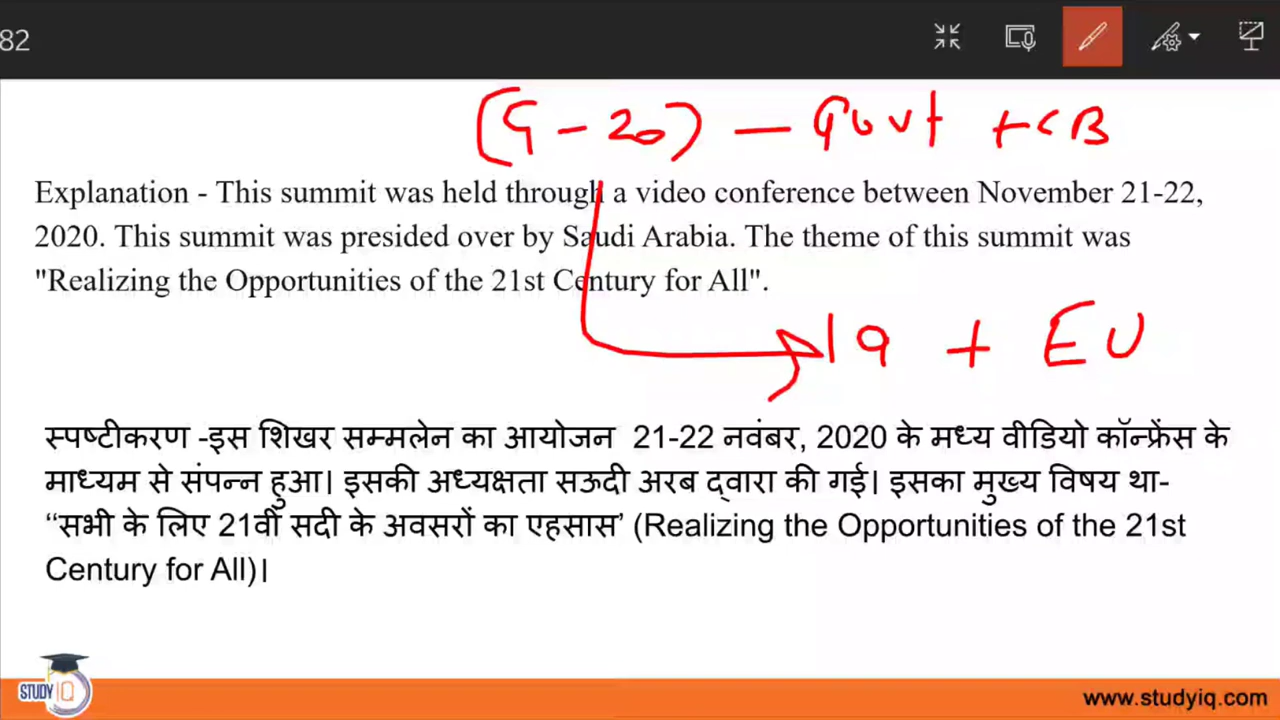 82
(G-20) - Govt + CB
Explanation - This summit was held through a video conference between November 21-22,
2020. This summit was presided over by Saudi Arabia. The theme of this summit was
"Realizing the Opportunities of the 21st Century for All".
19 + EU
स्पष्टीकरण -इस शिखर सम्मलेन का आयोजन 21-22 नवंबर, 2020 के मध्य वीडियो कॉन्फ्रेंस के
माध्यम से संपन्न हुआ। इसकी अध्यक्षता सऊदी अरब द्वारा की गई। इसका मुख्य विषय था-
“सभी के लिए 21वीं सदी के अवसरों का एहसास’ (Realizing the Opportunities of the 21st
Century for All)।
STUDY IQ
www.studyiq.com